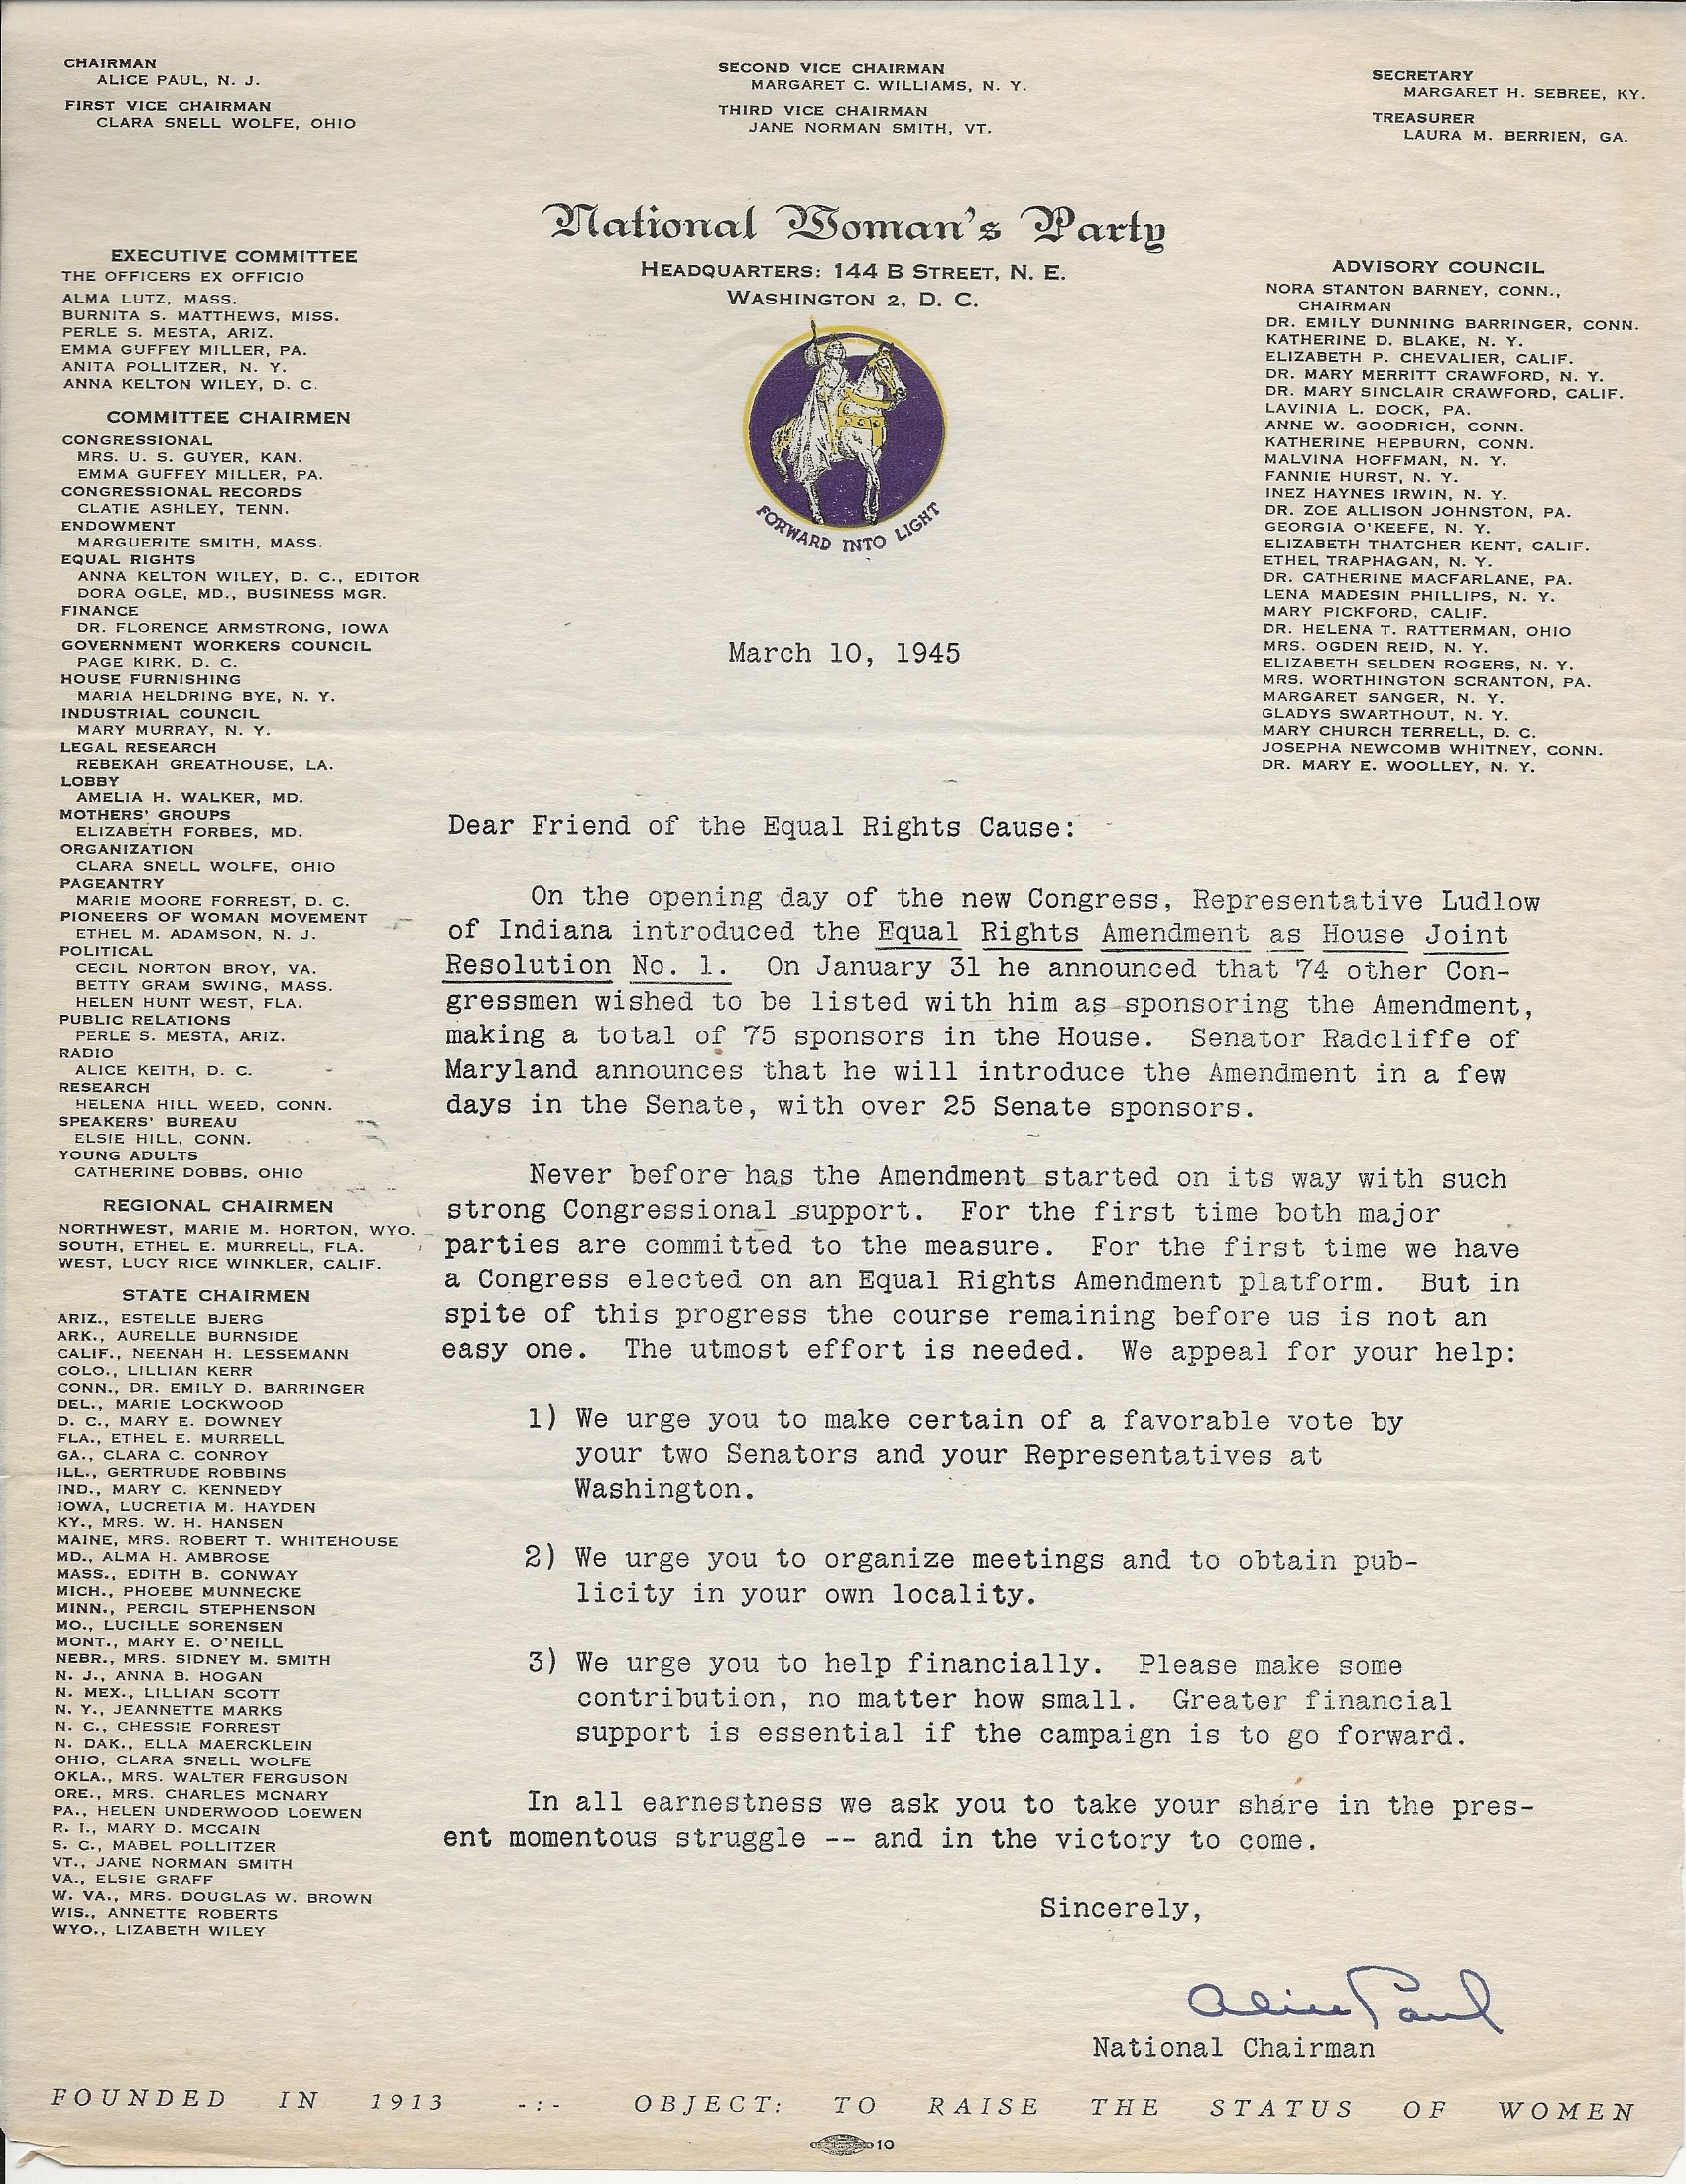 CHAIRMAN
ALICE PAUL, N. J.
FIRST VICE CHAIRMAN
CLARA SNELL WOLFE, OHIO
SECOND VICE CHAIRMAN
MARGARET C. WILLIAMS, N. Y.
THIRD VICE CHAIRMAN
JANE NORMAN SMITH, VT.
SECRETARY
MARGARET H. SEBREE, KY.
TREASURER
LAURA M. BERRIEN, GA.
National Woman's Party
HEADQUARTERS: 144 B STREET, N. E.
WASHINGTON 2, D. C.
FORWARD INTO LIGHT
EXECUTIVE COMMITTEE
THE OFFICERS EX OFFICIO
ALMA LUTZ, MASS.
BURNITA S. MATTHEWS, MISS.
PERLE S. MESTA, ARIZ.
EMMA GUFFEY MILLER, PA.
ANITA POLLITZER, N. Y.
ANNA KELTON WILEY, D. C.
COMMITTEE CHAIRMEN
CONGRESSIONAL
MRS. U. S. GUYER, KAN.
EMMA GUFFEY MILLER, PA.
CONGRESSIONAL RECORDS
CLATIE ASHLEY, TENN.
ENDOWMENT
MARGUERITE SMITH, MASS.
EQUAL RIGHTS
ANNA KELTON WILEY, D. C., EDITOR
DORA OGLE, MD., BUSINESS MGR.
FINANCE
DR. FLORENCE ARMSTRONG, IOWA
GOVERNMENT WORKERS COUNCIL
PAGE KIRK, D. C.
HOUSE FURNISHING
MARIA HELDRING BYE, N. Y.
INDUSTRIAL COUNCIL
MARY MURRAY, N. Y.
LEGAL RESEARCH
REBEKAH GREATHOUSE, LA.
LOBBY
AMELIA H. WALKER, MD.
MOTHERS' GROUPS
ELIZABETH FORBES, MD.
ORGANIZATION
CLARA SNELL WOLFE, OHIO
PAGEANTRY
MARIE MOORE FORREST, D. C.
PIONEERS OF WOMAN MOVEMENT
ETHEL M. ADAMSON, N. J.
POLITICAL
CECIL NORTON BROY, VA.
BETTY GRAM SWING, MASS.
HELEN HUNT WEST, FLA.
PUBLIC RELATIONS
PERLE S. MESTA, ARIZ.
RADIO
ALICE KEITH, D. C.
RESEARCH
HELENA HILL WEED, CONN.
SPEAKERS' BUREAU
ELSIE HILL, CONN.
YOUNG ADULTS
CATHERINE DOBBS, OHIO
REGIONAL CHAIRMEN
NORTHWEST, MARIE M. HORTON, WYO.
SOUTH, ETHEL E. MURRELL, FLA.
WEST, LUCY RICE WINKLER, CALIF.
STATE CHAIRMEN
ARIZ., ESTELLE BJERG
ARK., AURELLE BURNSIDE
CALIF., NEENAH H. LESSEMANN
COLO., LILLIAN KERR
CONN., DR. EMILY D. BARRINGER
DEL., MARIE LOCKWOOD
D. C., MARY E. DOWNEY
FLA., ETHEL E. MURRELL
GA., CLARA C. CONROY
ILL., GERTRUDE ROBBINS
IND., MARY C. KENNEDY
IOWA, LUCRETIA M. HAYDEN
KY., MRS. W. H. HANSEN
MAINE, MRS. ROBERT T. WHITEHOUSE
MD., ALMA H. AMBROSE
MASS., EDITH B. CONWAY
MICH., PHOEBE MUNNECKE
MINN., PERCIL STEPHENSON
MO., LUCILLE SORENSEN
MONT., MARY E. O'NEILL
NEBR., MRS. SIDNEY M. SMITH
N. J., ANNA B. HOGAN
N. MEX., LILLIAN SCOTT
N. Y., JEANNETTE MARKS
N. C., CHESSIE FORREST
N. DAK., ELLA MAERCKLEIN
OHIO, CLARA SNELL WOLFE
OKLA., MRS. WALTER FERGUSON
ORE., MRS. CHARLES MCNARY
PA., HELEN UNDERWOOD LOEWEN
R. I., MARY D. MCCAIN
S. C., MABEL POLLITZER
VT., JANE NORMAN SMITH
VA., ELSIE GRAFF
W. VA., MRS. DOUGLAS W. BROWN
WIS., ANNETTE ROBERTS
WYO., LIZABETH WILEY
ADVISORY COUNCIL
NORA STANTON BARNEY, CONN.,
CHAIRMAN
DR. EMILY DUNNING BARRINGER, CONN.
KATHERINE D. BLAKE, N. Y.
ELIZABETH P. CHEVALIER, CALIF.
DR. MARY MERRITT CRAWFORD, N. Y.
DR. MARY SINCLAIR CRAWFORD, CALIF.
LAVINIA L. DOCK, PA.
ANNE W. GOODRICH, CONN.
KATHERINE HEPBURN, CONN.
MALVINA HOFFMAN, N. Y.
FANNIE HURST, N. Y.
INEZ HAYNES IRWIN, N. Y.
DR. ZOE ALLISON JOHNSTON, PA.
GEORGIA O'KEEFE, N. Y.
ELIZABETH THATCHER KENT, CALIF.
ETHEL TRAPHAGAN, N. Y.
DR. CATHERINE MACFARLANE, PA.
LENA MADESIN PHILLIPS, N. Y.
MARY PICKFORD, CALIF.
DR. HELENA T. RATTERMAN, OHIO
MRS. OGDEN REID, N. Y.
ELIZABETH SELDEN ROGERS, N. Y.
MRS. WORTHINGTON SCRANTON, PA.
MARGARET SANGER, N. Y.
GLADYS SWARTHOUT, N. Y.
MARY CHURCH TERRELL, D. C.
JOSEPHA NEWCOMB WHITNEY, CONN.
DR. MARY E. WOOLLEY, N. Y.
March 10, 1945
Dear Friend of the Equal Rights Cause:
On the opening day of the new Congress, Representative Ludlow
of Indiana introduced the Equal Rights Amendment as House Joint
Resolution No. 1. On January 31 he announced that 74 other Con-
gressmen wished to be listed with him as sponsoring the Amendment,
making a total of 75 sponsors in the House. Senator Radcliffe of
Maryland announces that he will introduce the Amendment in a few
days in the Senate, with over 25 Senate sponsors.
Never before has the Amendment started on its way with such
strong Congressional support. For the first time both major
parties are committed to the measure. For the first time we have
a Congress elected on an Equal Rights Amendment platform. But in
spite of this progress the course remaining before us is not an
easy one. The utmost effort is needed. We appeal for your help:
1) We urge you to make certain of a favorable vote by
your two Senators and your Representatives at
Washington.
2) We urge you to organize meetings and to obtain pub-
licity in your own locality.
3) We urge you to help financially. Please make some
contribution, no matter how small. Greater financial
support is essential if the campaign is to go forward.
In all earnestness we ask you to take your share in the pres-
ent momentous struggle -- and in the victory to come.
Sincerely,
Alice Paul
National Chairman
FOUNDED IN 1913 -:- OBJECT: TO RAISE THE STATUS OF WOMEN
10